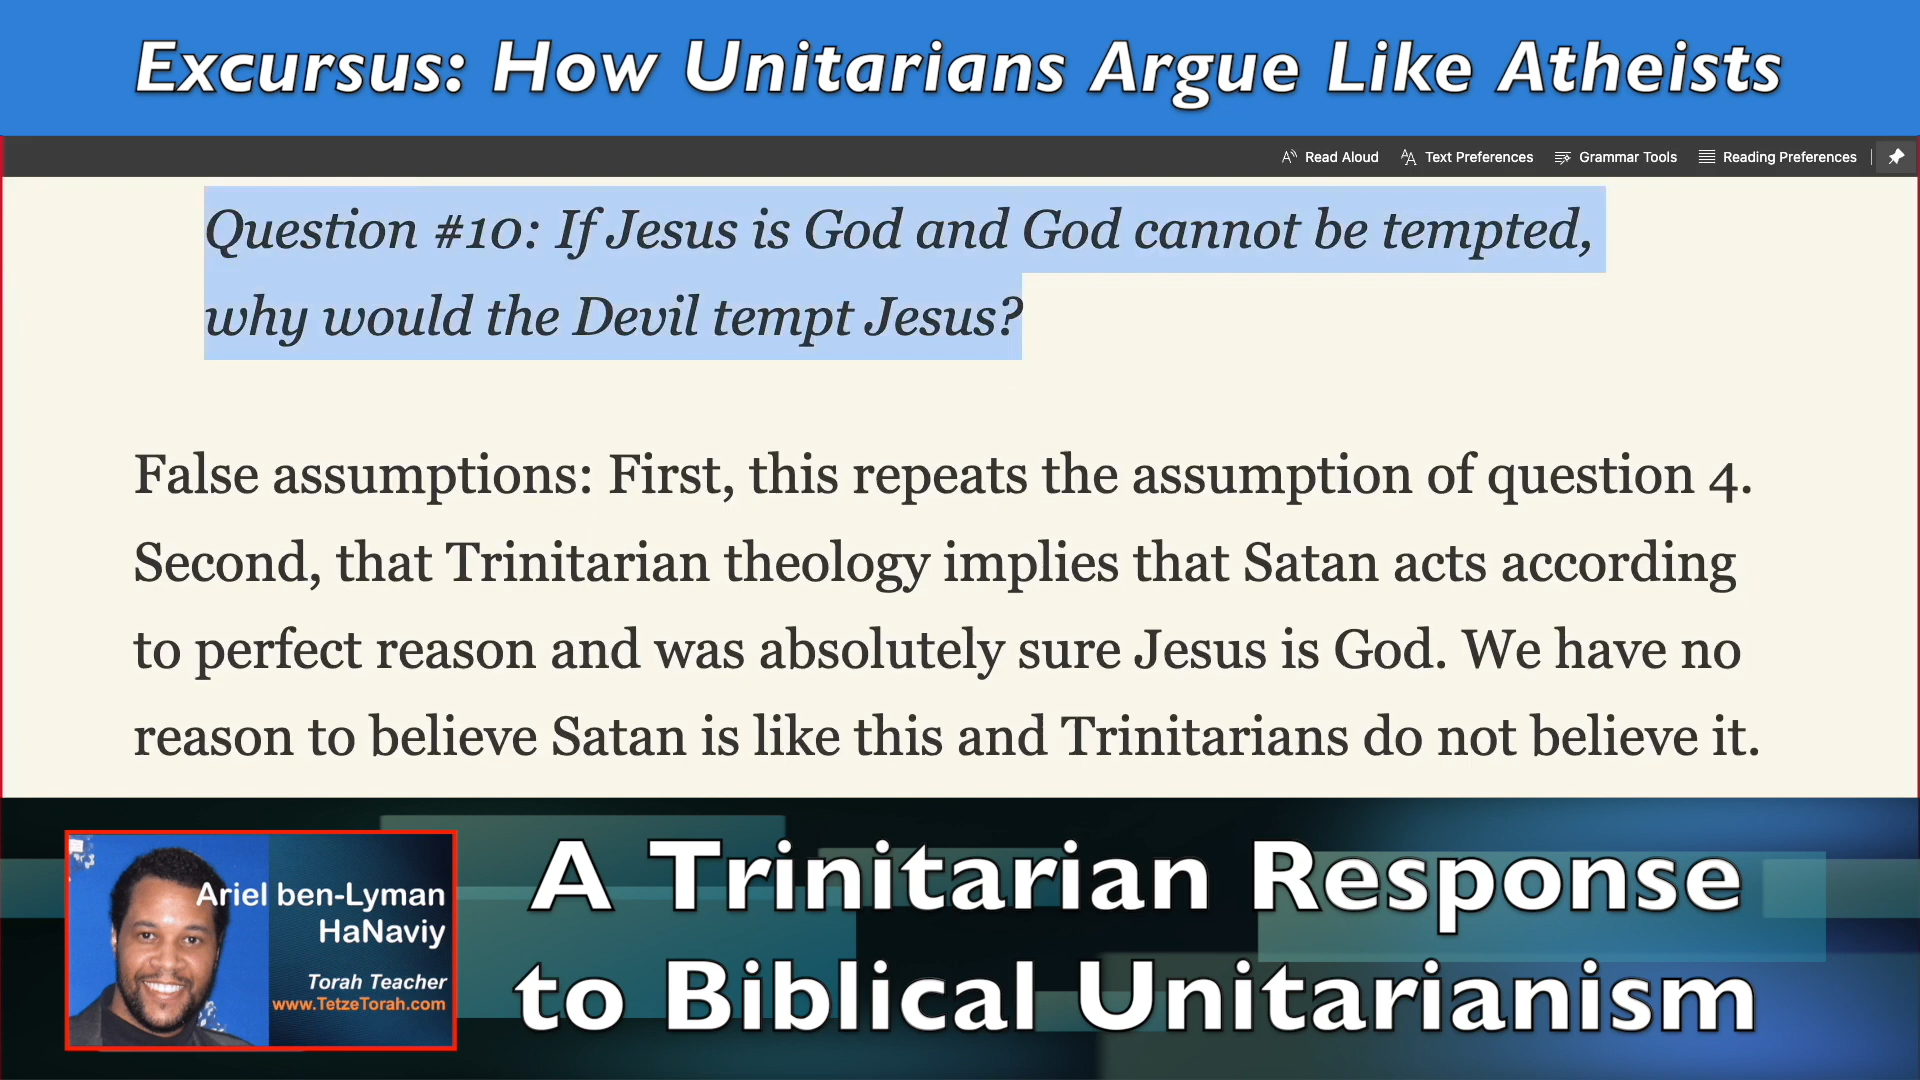 Excursus: How Unitarians Argue Like Atheists
Read Aloud Text Preferences Grammar Tools Reading Preferences
Question #10: If Jesus is God and God cannot be tempted,
why would the Devil tempt Jesus?
False assumptions: First, this repeats the assumption of question 4.
Second, that Trinitarian theology implies that Satan acts according
to perfect reason and was absolutely sure Jesus is God. We have no
reason to believe Satan is like this and Trinitarians do not believe it.
Ariel ben-Lyman
HaNaviy
Torah Teacher
www.TetzeTorah.com
A Trinitarian Response
to Biblical Unitarianism